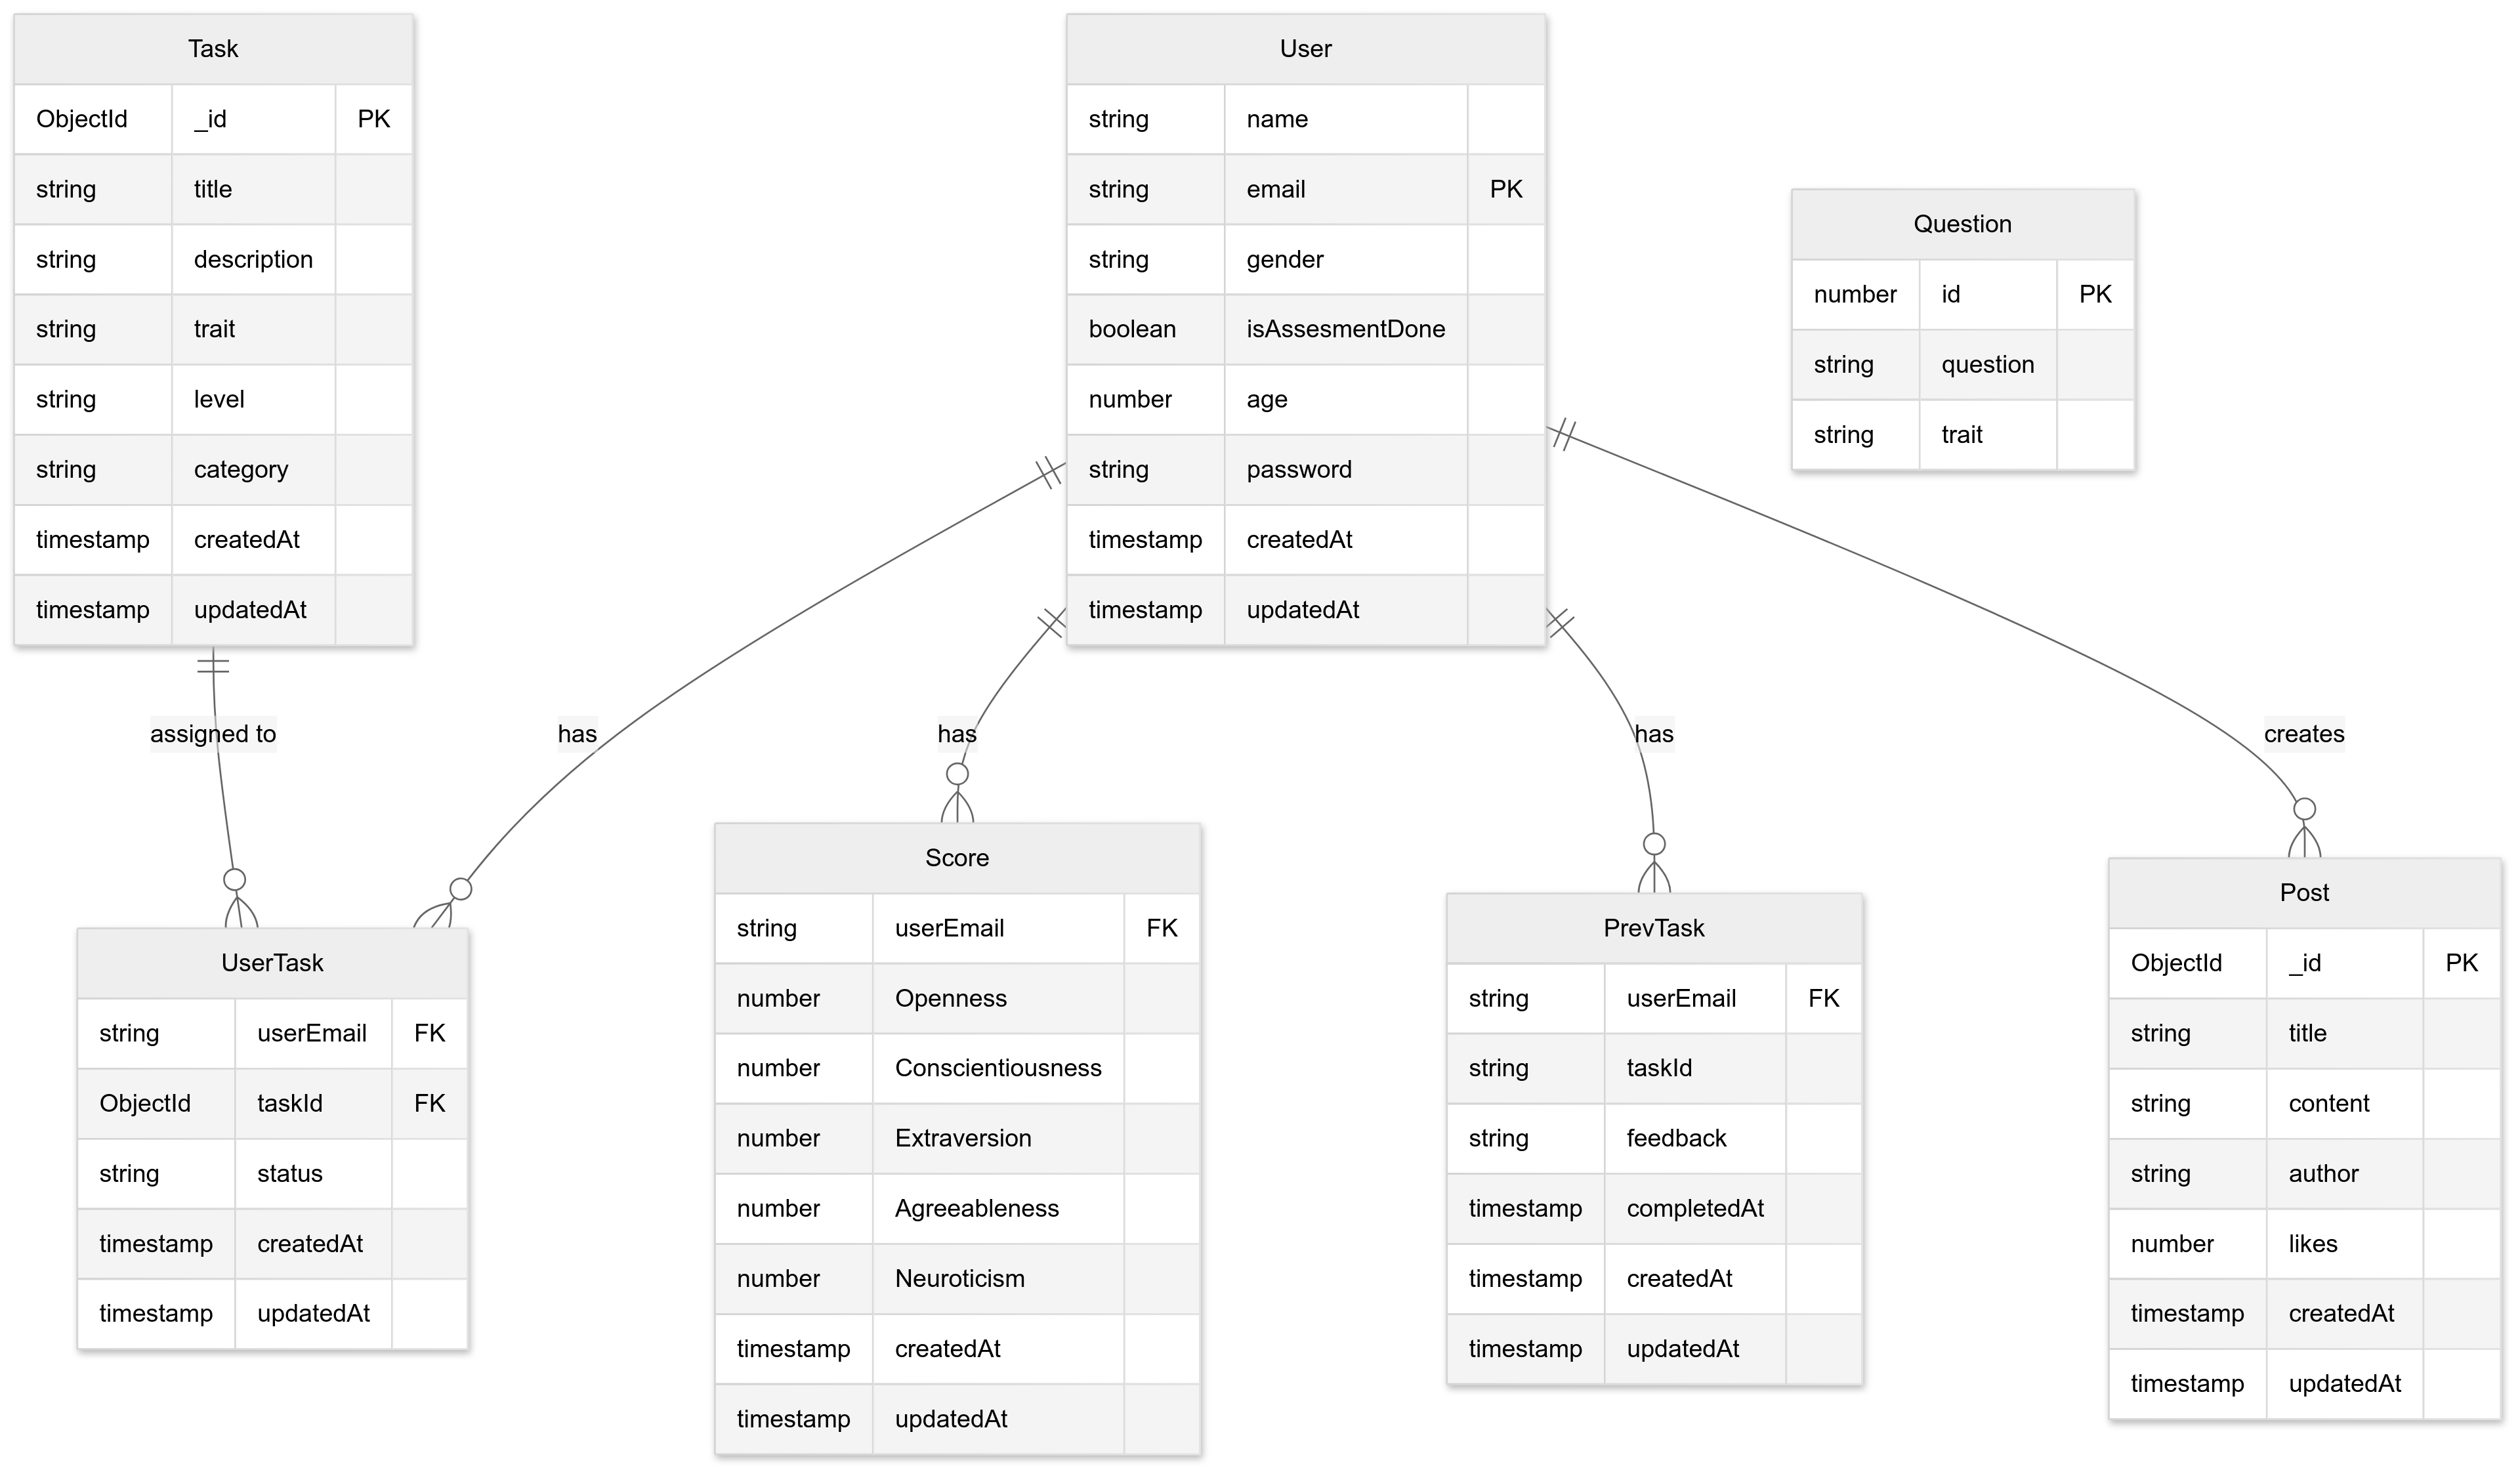 Task
ObjectId _id PK
string title
string description
string trait
string level
string category
timestamp createdAt
timestamp updatedAt
User
string name
string email PK
string gender
boolean isAssesmentDone
number age
string password
timestamp createdAt
timestamp updatedAt
Question
number id PK
string question
string trait
assigned to
has
has
has
creates
UserTask
string userEmail FK
ObjectId taskId FK
string status
timestamp createdAt
timestamp updatedAt
Score
string userEmail FK
number Openness
number Conscientiousness
number Extraversion
number Agreeableness
number Neuroticism
timestamp createdAt
timestamp updatedAt
PrevTask
string userEmail FK
string taskId
string feedback
timestamp completedAt
timestamp createdAt
timestamp updatedAt
Post
ObjectId _id PK
string title
string content
string author
number likes
timestamp createdAt
timestamp updatedAt